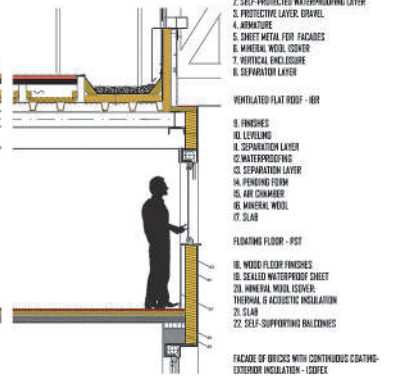 2. SELF-PROTECTED WATERPROOFING LAYER
3. PROTECTIVE LAYER. GRAVEL
4. ARMATURE
5. SHEET METAL FOR FACADES
6. MINERAL WOOL ISOVER
7. VERTICAL ENCLOSURE
8. SEPARATOR LAYER
VENTILATED FLAT ROOF - IBR
9. FINISHES
10. LEVELING
11. SEPARATION LAYER
12.WATERPROOFING
13. SEPARATION LAYER
14. PENDING FORM
15. AIR CHAMBER
16. MINERAL WOOL
17. SLAB
FLOATING FLOOR - PST
18. WOOD FLOOR FINISHES
19. SEALED WATERPROOF SHEET
20. MINERAL WOOL ISOVER:
THERMAL & ACOUSTIC INSULATION
21. SLAB
22. SELF-SUPPORTING BALCONIES
FACADE OF BRICKS WITH CONTINUOUS COATING-
EXTERIOR INSULATION - ISOFEX